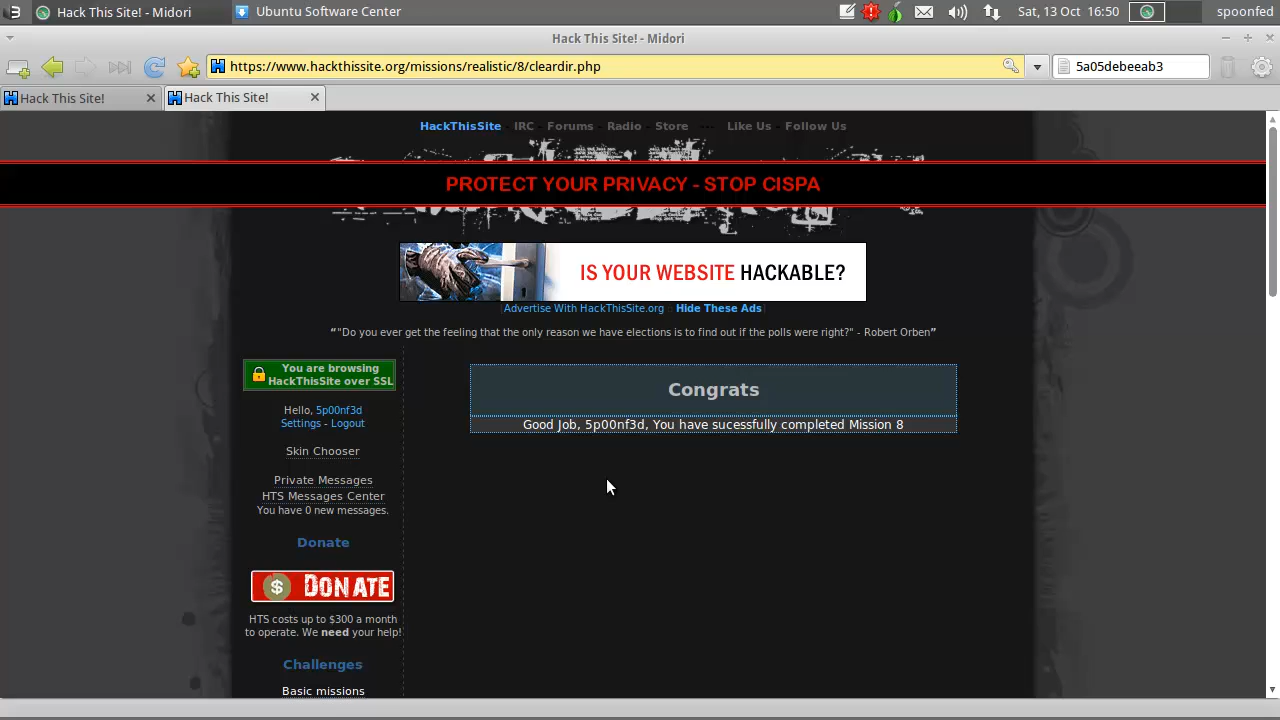 Hack This Site! - Midori
Ubuntu Software Center
Sat, 13 Oct 16:50
spoonfed
Hack This Site! - Midori
https://www.hackthissite.org/missions/realistic/8/cleardir.php
5a05debeeab3
Hack This Site!
Hack This Site!
HackThisSite - IRC - Forums - Radio - Store --- Like Us - Follow Us
PROTECT YOUR PRIVACY - STOP CISPA
IS YOUR WEBSITE HACKABLE?
[Advertise With HackThisSite.org :: Hide These Ads]
“"Do you ever get the feeling that the only reason we have elections is to find out if the polls were right?" - Robert Orben”
You are browsing
HackThisSite over SSL
Congrats
Good Job, 5p00nf3d, You have sucessfully completed Mission 8
Hello, 5p00nf3d
Settings - Logout
Skin Chooser
Private Messages
HTS Messages Center
You have 0 new messages.
Donate
$ DONATE
HTS costs up to $300 a month
to operate. We need your help!
Challenges
Basic missions